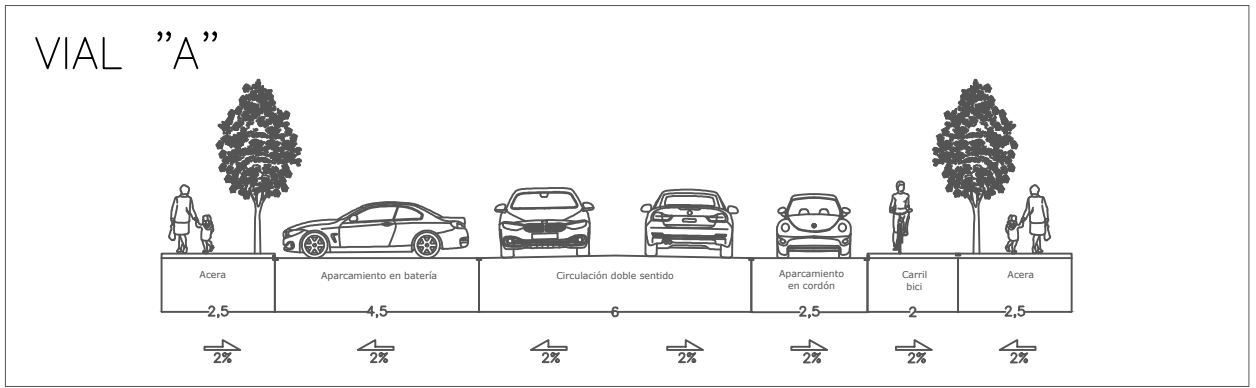 VIAL "A"
Acera
Aparcamiento en batería
Circulación doble sentido
Aparcamiento
en cordón
Carril
bici
Acera
2,5
4,5
6
2,5
2
2,5
2%
2%
2%
2%
2%
2%
2%